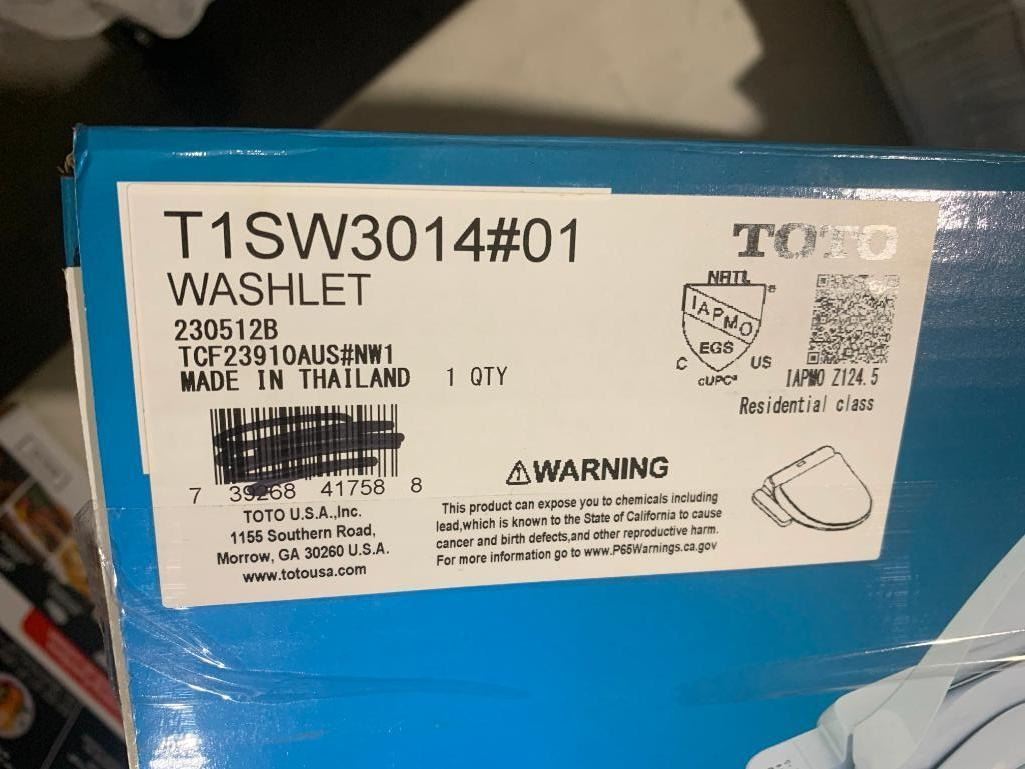 T1SW3014#01
WASHLET
230512B
TCF23910AUS#NW1
MADE IN THAILAND 1 QTY
7 39268 41758 8
TOTO U.S.A.,Inc.
1155 Southern Road,
Morrow, GA 30260 U.S.A.
www.totousa.com
TOTO
NRTL
IAPMO
EGS
C US
cUPC®
IAPMO Z124.5
Residential class
⚠WARNING
This product can expose you to chemicals including
lead,which is known to the State of California to cause
cancer and birth defects,and other reproductive harm.
For more information go to www.P65Warnings.ca.gov